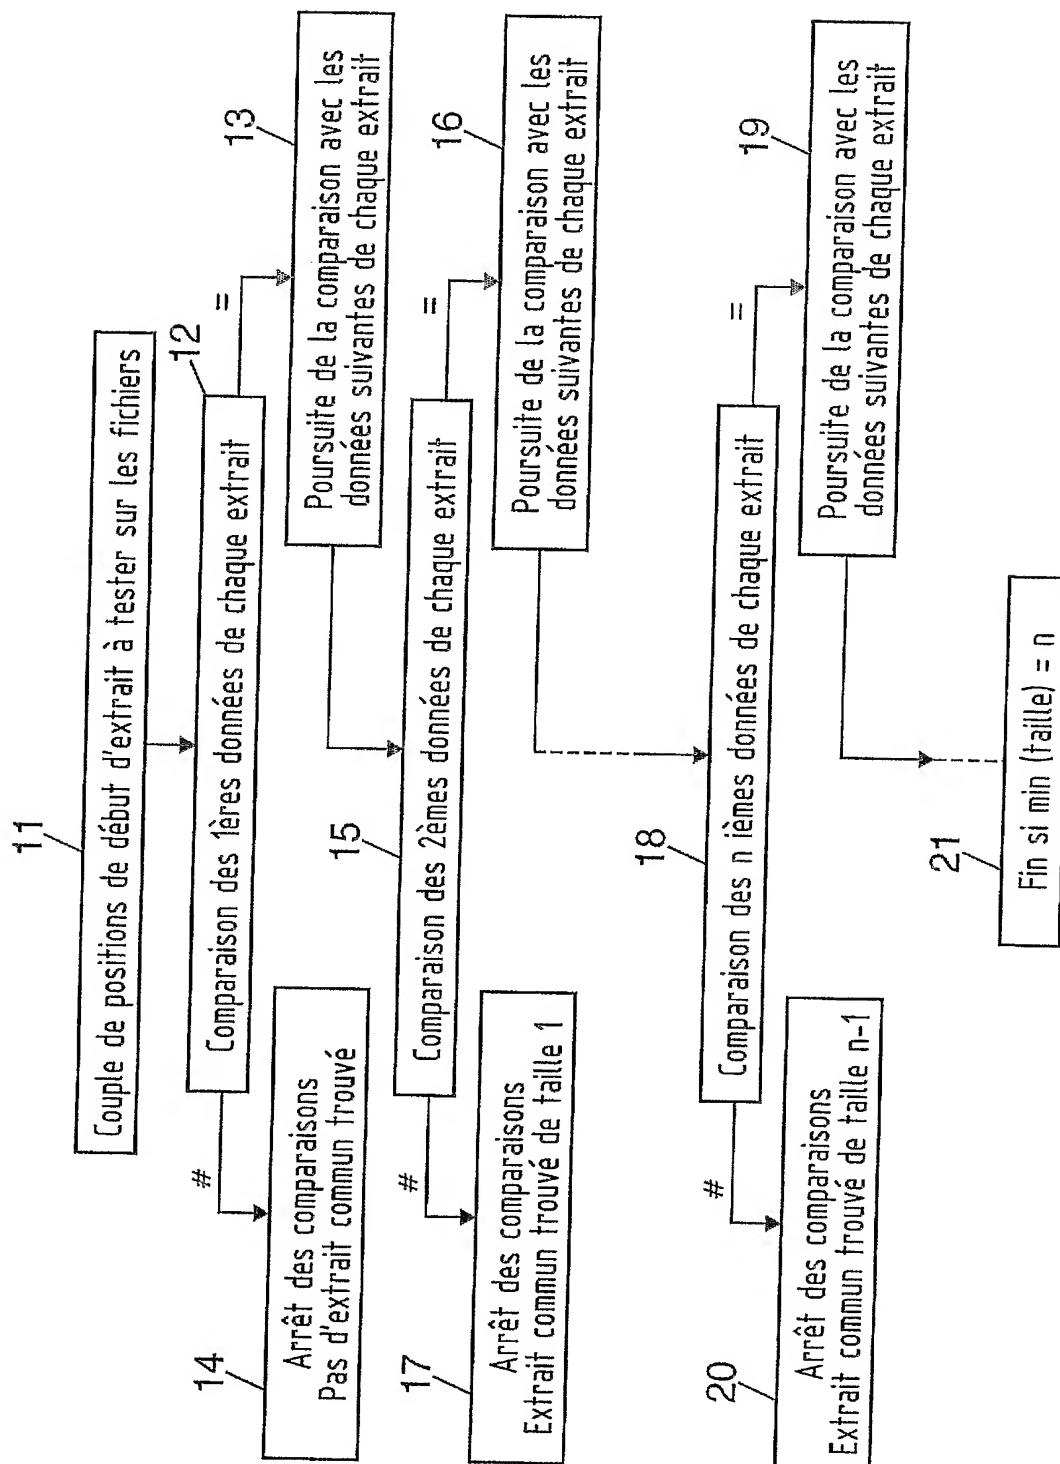 11
Couple de positions de début d'extrait à tester sur les fichiers
12
Comparaison des 1ères données de chaque extrait
#
=
14
Arrêt des comparaisons
Pas d'extrait commun trouvé
13
Poursuite de la comparaison avec les
données suivantes de chaque extrait
15
Comparaison des 2èmes données de chaque extrait
#
=
17
Arrêt des comparaisons
Extrait commun trouvé de taille 1
16
Poursuite de la comparaison avec les
données suivantes de chaque extrait
18
Comparaison des n ièmes données de chaque extrait
#
=
20
Arrêt des comparaisons
Extrait commun trouvé de taille n-1
19
Poursuite de la comparaison avec les
données suivantes de chaque extrait
21
Fin si min (taille) = n